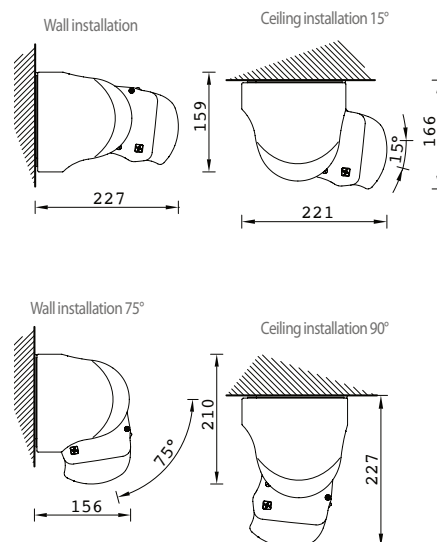 Wall installation
Ceiling installation 15°
159
166
15°
227
221
Wall installation 75°
Ceiling installation 90°
210
75°
227
156